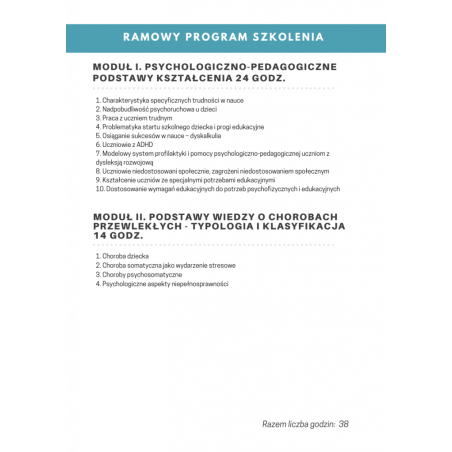 RAMOWY PROGRAM SZKOLENIA
MODUŁ I. PSYCHOLOGICZNO-PEDAGOGICZNE
PODSTAWY KSZTAŁCENIA 24 GODZ.
1. Charakterystyka specyficznych trudności w nauce
2. Nadpobudliwość psychoruchowa u dzieci
3. Praca z uczniem trudnym
4. Problematyka startu szkolnego dziecka i progi edukacyjne
5. Osiąganie sukcesów w nauce – dyskalkulia
6. Uczniowie z ADHD
7. Modelowy system profilaktyki i pomocy psychologiczno-pedagogicznej uczniom z
dysleksją rozwojową
8. Uczniowie niedostosowani społecznie, zagrożeni niedostosowaniem społecznym
9. Kształcenie uczniów ze specjalnymi potrzebami edukacyjnymi
10. Dostosowanie wymagań edukacyjnych do potrzeb psychofizycznych i edukacyjnych
MODUŁ II. PODSTAWY WIEDZY O CHOROBACH
PRZEWLEKŁYCH - TYPOLOGIA I KLASYFIKACJA
14 GODZ.
1. Choroba dziecka
2. Choroba somatyczna jako wydarzenie stresowe
3. Choroby psychosomatyczne
4. Psychologiczne aspekty niepełnosprawności
Razem liczba godzin: 38